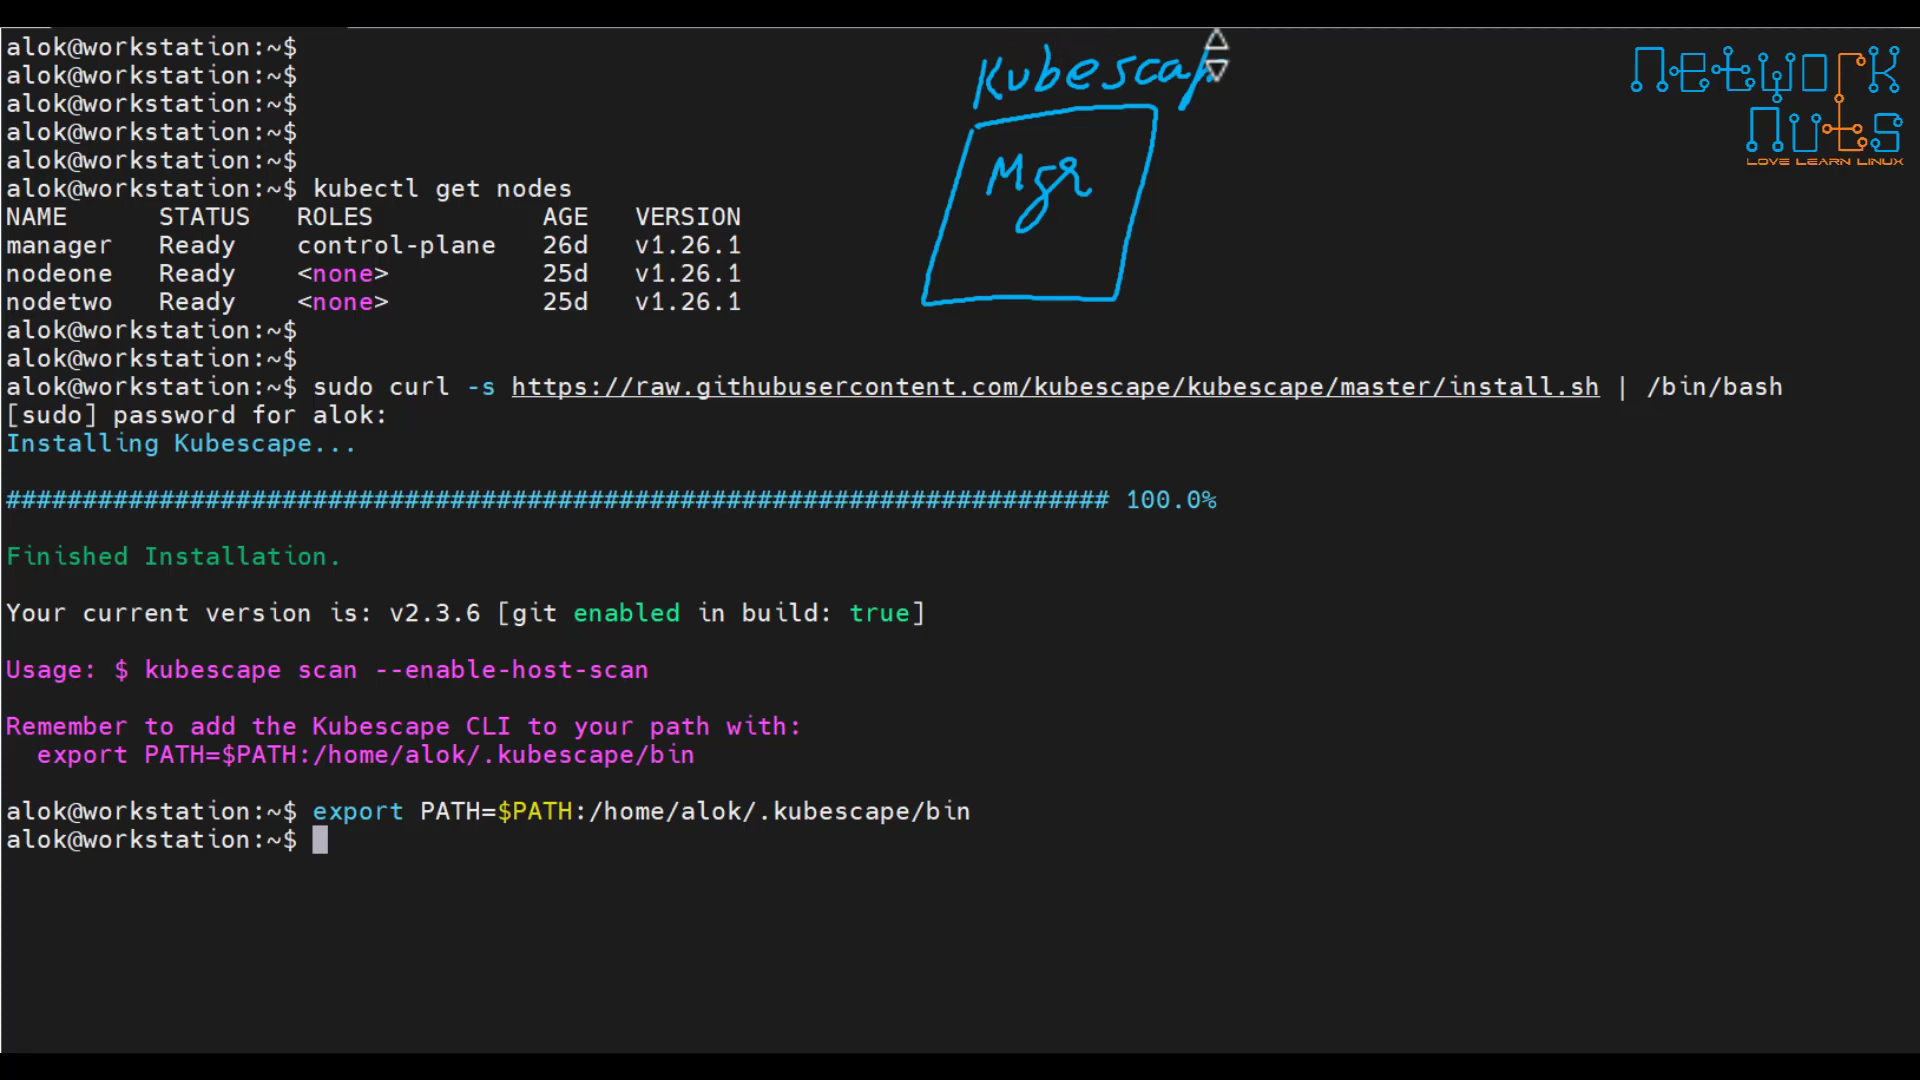 alok@workstation:~$
alok@workstation:~$
alok@workstation:~$
alok@workstation:~$
alok@workstation:~$
alok@workstation:~$ kubectl get nodes
NAME STATUS ROLES AGE VERSION
manager Ready control-plane 26d v1.26.1
nodeone Ready <none> 25d v1.26.1
nodetwo Ready <none> 25d v1.26.1
alok@workstation:~$
alok@workstation:~$
alok@workstation:~$ sudo curl -s https://raw.githubusercontent.com/kubescape/kubescape/master/install.sh | /bin/bash
[sudo] password for alok:
Installing Kubescape...
######################################################################## 100.0%
Finished Installation.
Your current version is: v2.3.6 [git enabled in build: true]
Usage: $ kubescape scan --enable-host-scan
Remember to add the Kubescape CLI to your path with:
export PATH=$PATH:/home/alok/.kubescape/bin
alok@workstation:~$ export PATH=$PATH:/home/alok/.kubescape/bin
alok@workstation:~$
Kubescap
Mgr
Network
Nuts
LOVE LEARN LINUX